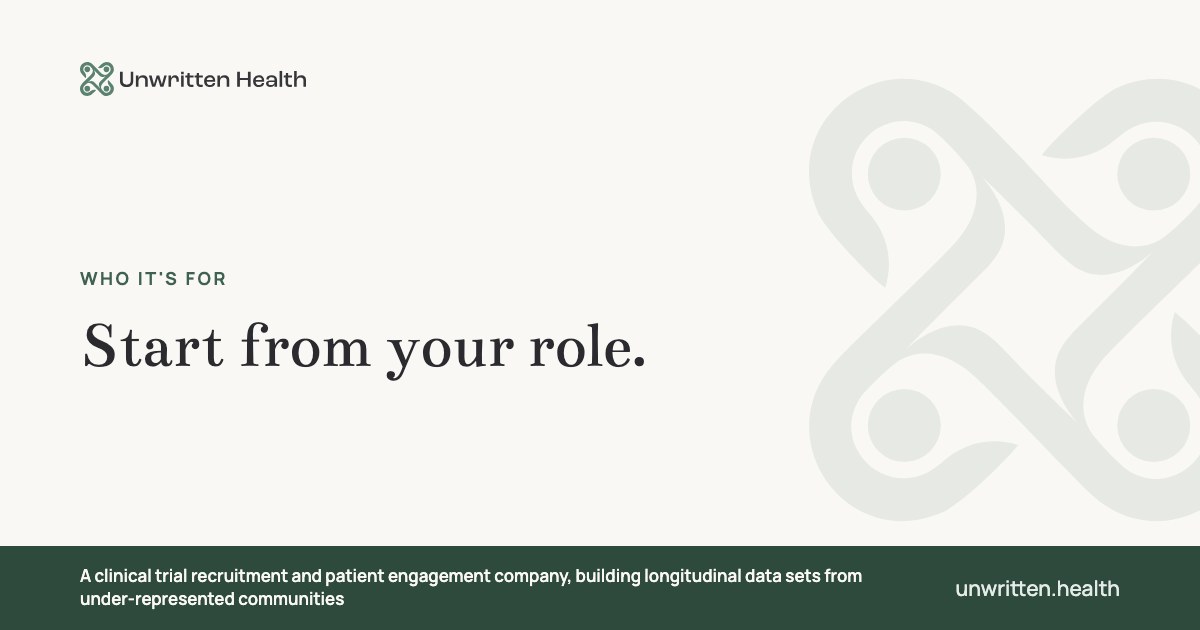 Unwritten Health
WHO IT'S FOR
Start from your role.
A clinical trial recruitment and patient engagement company, building longitudinal data sets from
under-represented communities
unwritten.health